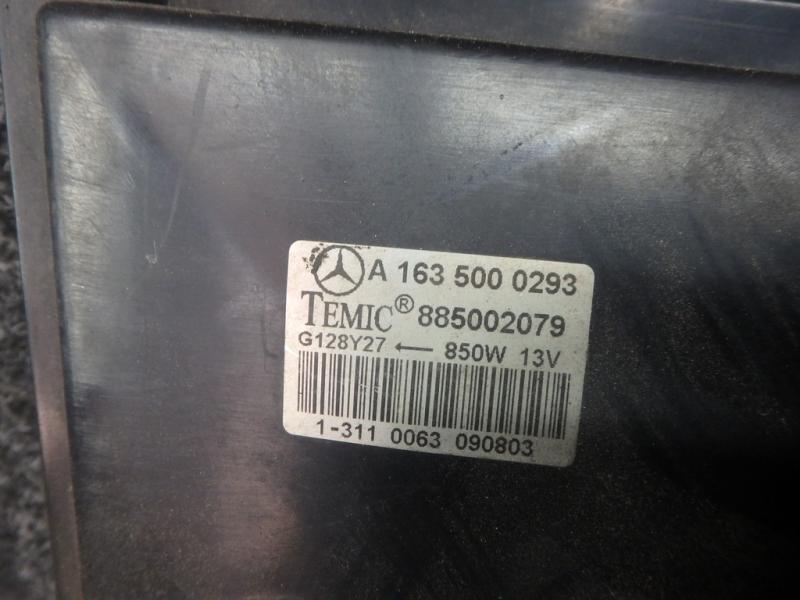 A 163 500 0293
TEMIC® 885002079
G128Y27 ← 850W 13V
1-311 0063 090803